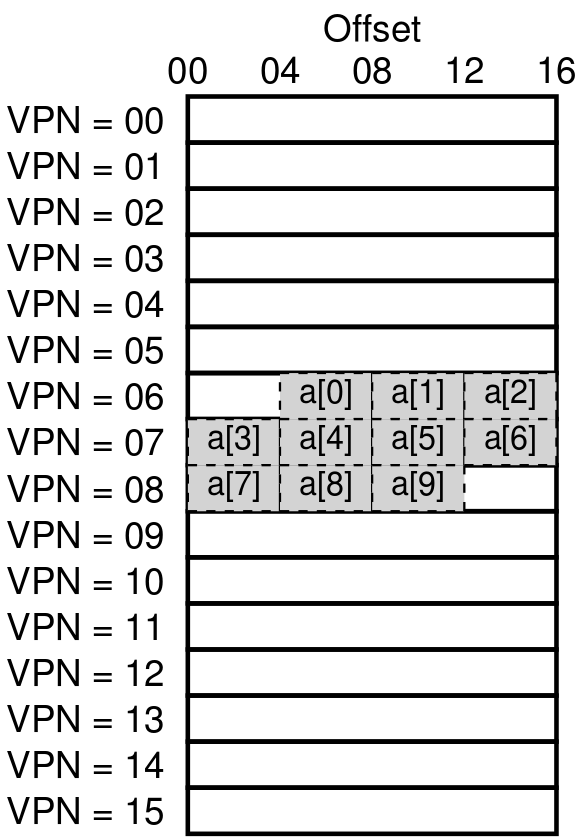 Offset
00 04 08 12 16
VPN = 00
VPN = 01
VPN = 02
VPN = 03
VPN = 04
VPN = 05
VPN = 06 a[0] a[1] a[2]
VPN = 07 a[3] a[4] a[5] a[6]
VPN = 08 a[7] a[8] a[9]
VPN = 09
VPN = 10
VPN = 11
VPN = 12
VPN = 13
VPN = 14
VPN = 15